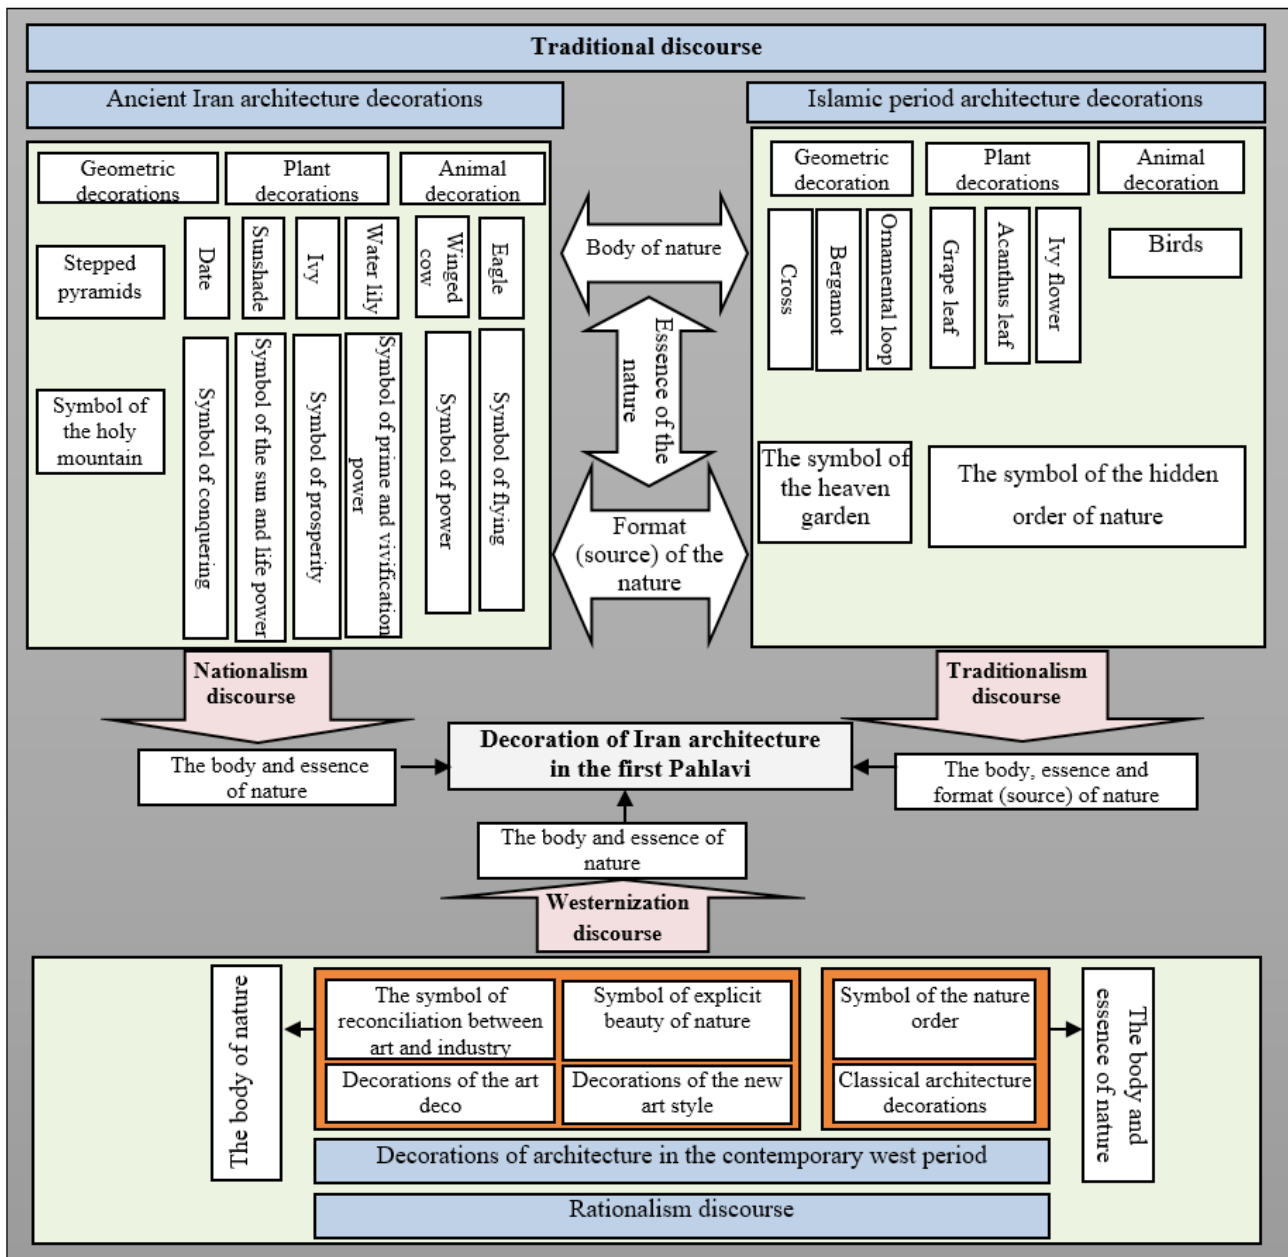 Traditional discourse
Ancient Iran architecture decorations
Islamic period architecture decorations
Geometric
decorations
Plant
decorations
Animal
decoration
Stepped
pyramids
Date
Sunshade
Ivy
Water lily
Winged
cow
Eagle
Symbol of
the holy
mountain
Symbol of conquering
Symbol of the sun and life power
Symbol of prosperity
Symbol of prime and vivification
power
Symbol of power
Symbol of flying
Body of nature
Essence of the
nature
Format
(source) of the
nature
Geometric
decoration
Plant
decorations
Animal
decoration
Cross
Bergamot
Ornamental loop
Grape leaf
Acanthus leaf
Ivy flower
Birds
The symbol of
the heaven
garden
The symbol of the hidden
order of nature
Nationalism
discourse
Traditionalism
discourse
The body and essence
of nature
Decoration of Iran architecture
in the first Pahlavi
The body, essence and
format (source) of nature
The body and essence of
nature
Westernization
discourse
The body of nature
The symbol of
reconciliation between
art and industry
Symbol of explicit
beauty of nature
Symbol of the nature
order
Decorations of the art
deco
Decorations of the new
art style
Classical architecture
decorations
The body and
essence of nature
Decorations of architecture in the contemporary west period
Rationalism discourse